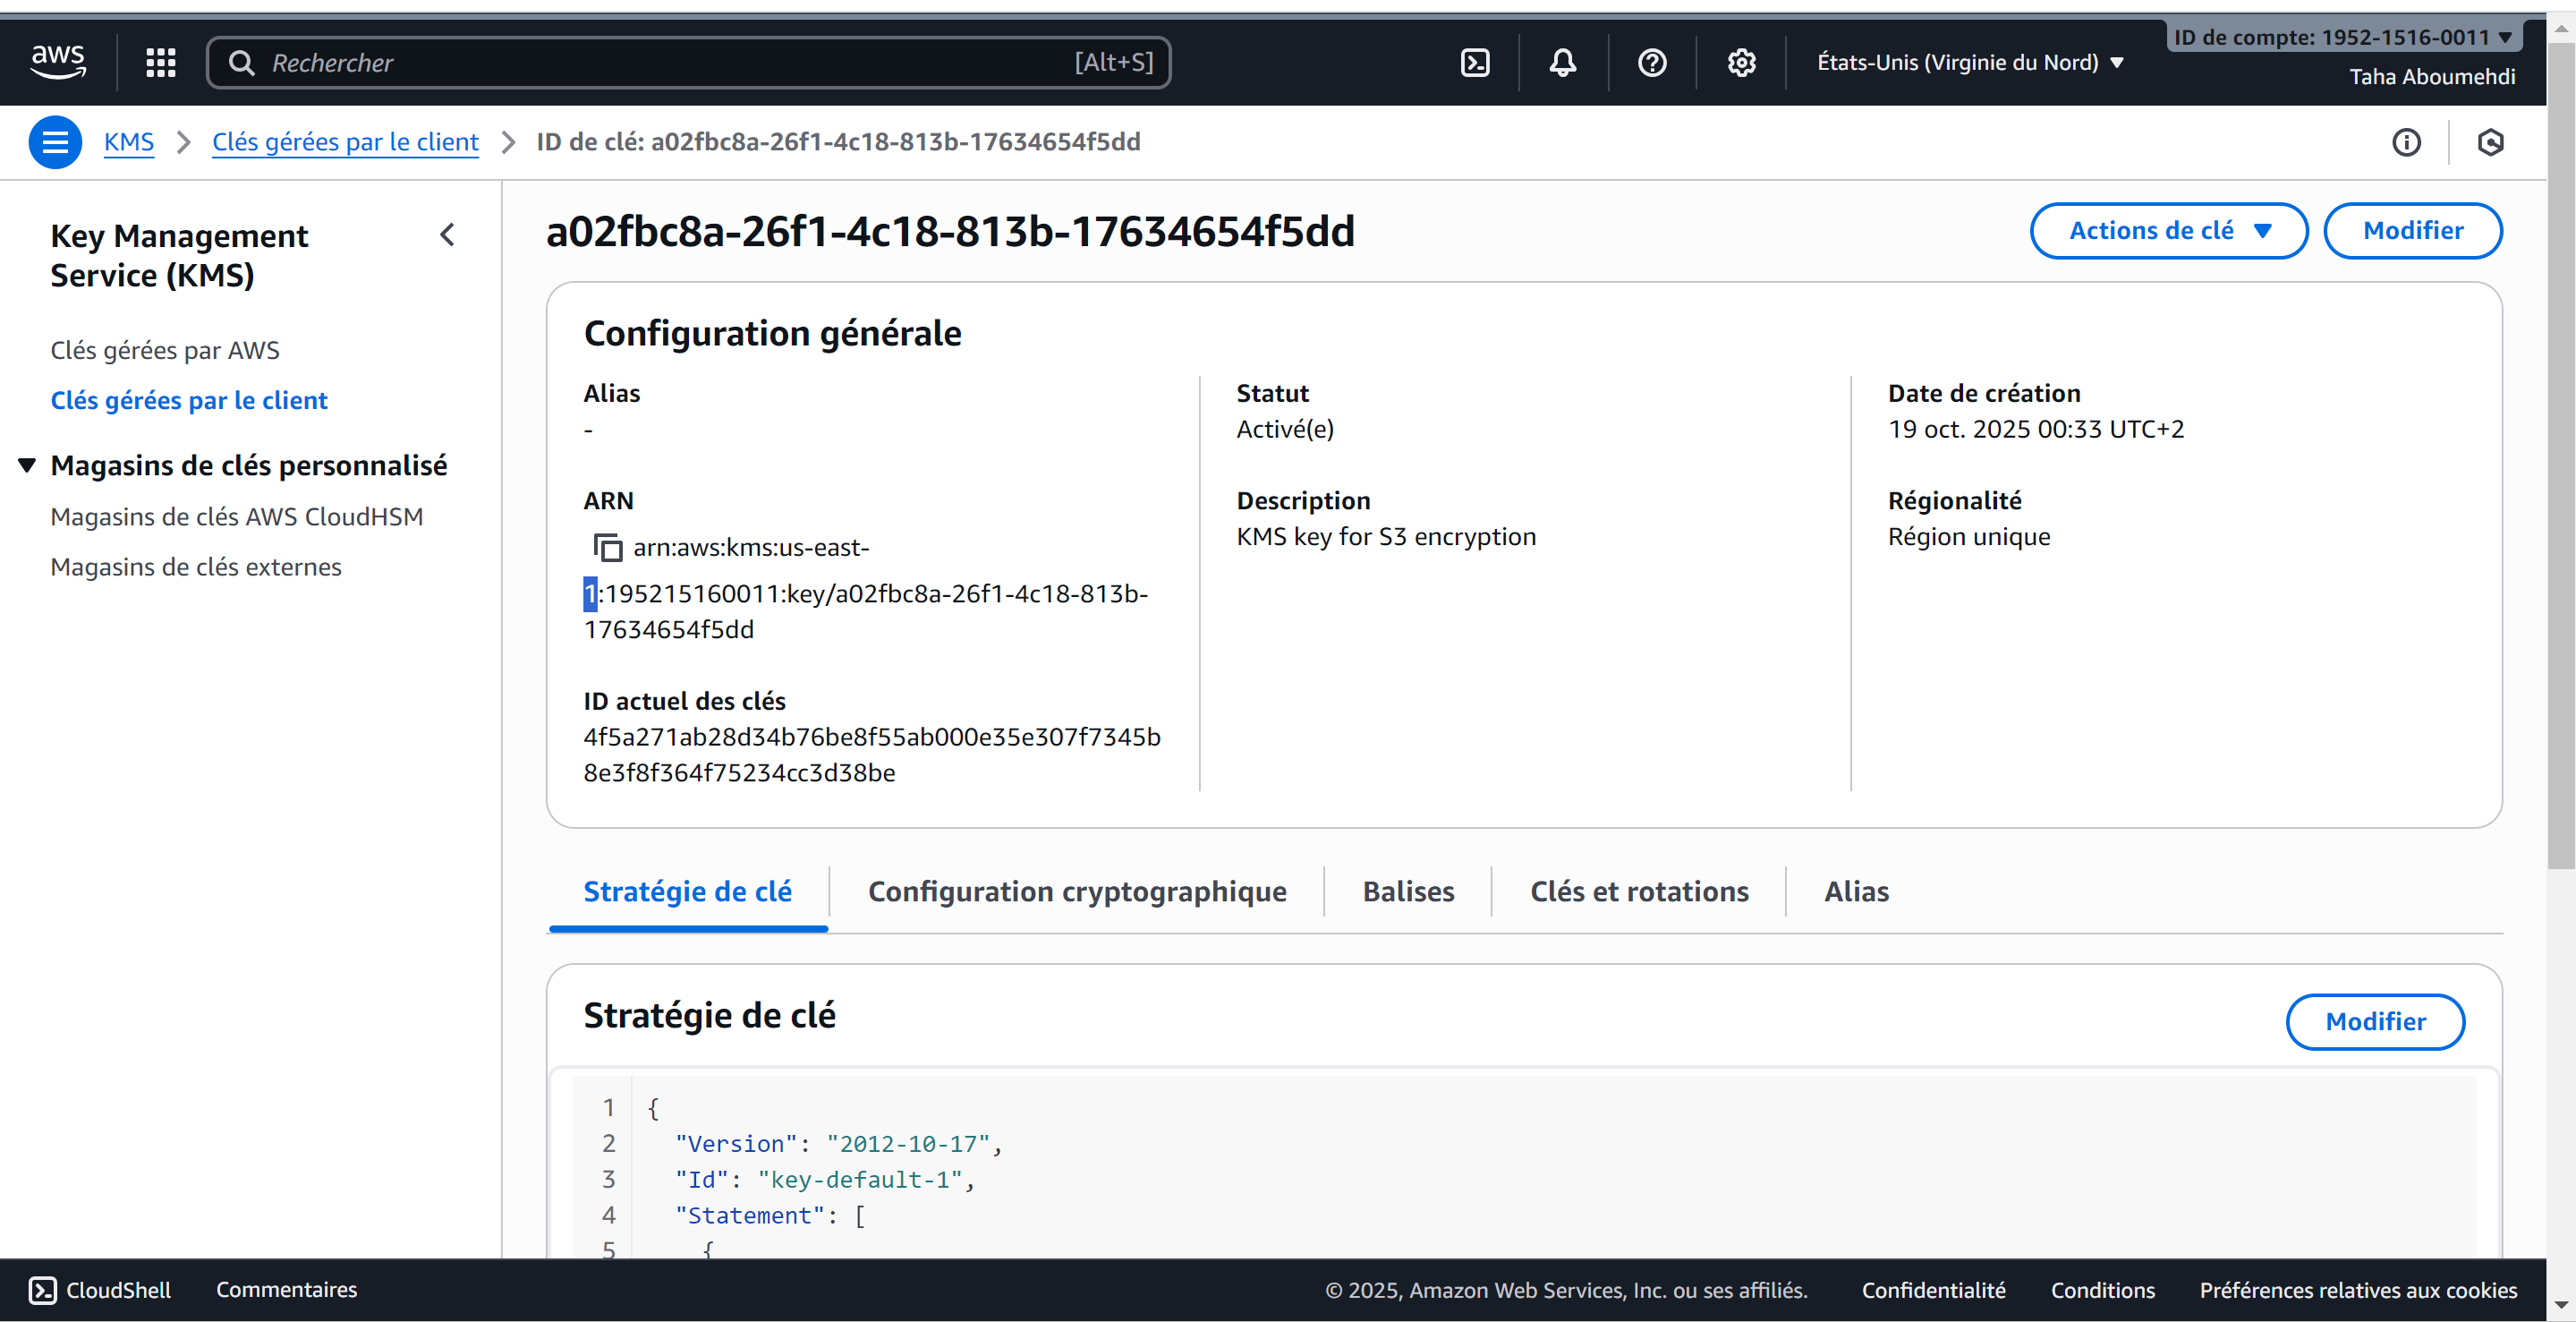 aws
Rechercher [Alt+S]
États-Unis (Virginie du Nord)
ID de compte: 1952-1516-0011
Taha Aboumehdi
KMS
Clés gérées par le client
ID de clé: a02fbc8a-26f1-4c18-813b-17634654f5dd
Key Management
Service (KMS)
Clés gérées par AWS
Clés gérées par le client
Magasins de clés personnalisé
Magasins de clés AWS CloudHSM
Magasins de clés externes
a02fbc8a-26f1-4c18-813b-17634654f5dd
Actions de clé
Modifier
Configuration générale
Alias
-
ARN
arn:aws:kms:us-east-
1:195215160011:key/a02fbc8a-26f1-4c18-813b-
17634654f5dd
ID actuel des clés
4f5a271ab28d34b76be8f55ab000e35e307f7345b
8e3f8f364f75234cc3d38be
Statut
Activé(e)
Description
KMS key for S3 encryption
Date de création
19 oct. 2025 00:33 UTC+2
Régionalité
Région unique
Stratégie de clé
Configuration cryptographique
Balises
Clés et rotations
Alias
Stratégie de clé
Modifier
1 {
2 "Version": "2012-10-17",
3 "Id": "key-default-1",
4 "Statement": [
5 {
CloudShell
Commentaires
© 2025, Amazon Web Services, Inc. ou ses affiliés.
Confidentialité
Conditions
Préférences relatives aux cookies